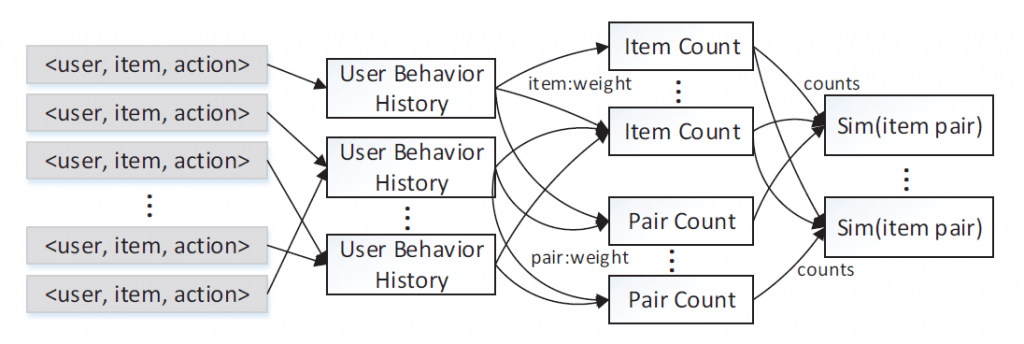 <user, item, action>
<user, item, action>
<user, item, action>
<user, item, action>
<user, item, action>
User Behavior
History
User Behavior
History
User Behavior
History
item:weight
pair:weight
Item Count
Item Count
Pair Count
Pair Count
counts
counts
Sim(item pair)
Sim(item pair)